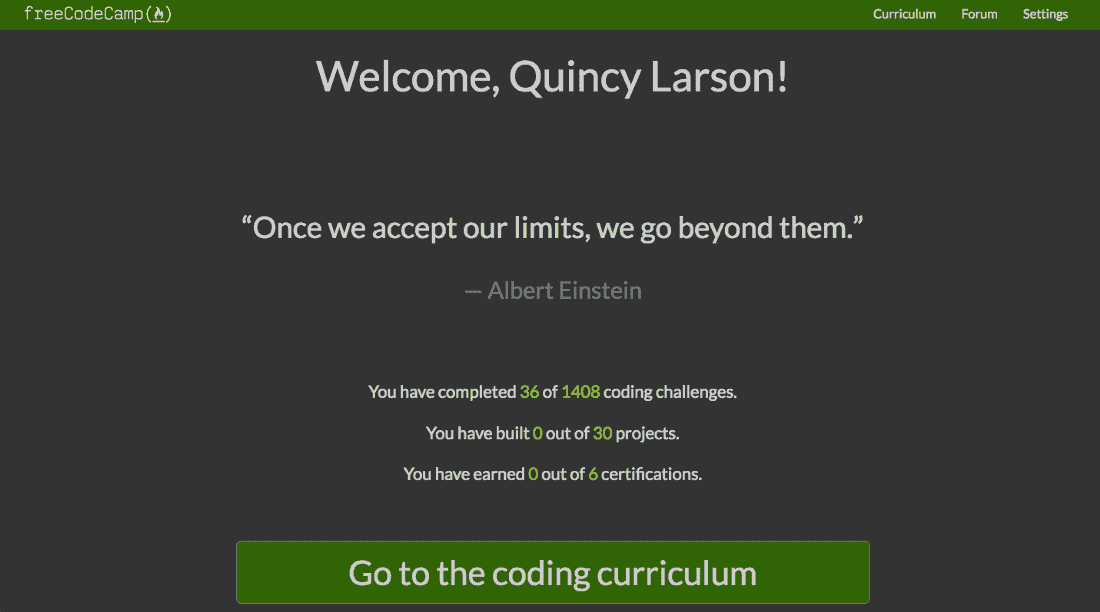 freeCodeCamp(🔥)
Curriculum Forum Settings
Welcome, Quincy Larson!
“Once we accept our limits, we go beyond them.”
— Albert Einstein
You have completed 36 of 1408 coding challenges.
You have built 0 out of 30 projects.
You have earned 0 out of 6 certifications.
Go to the coding curriculum